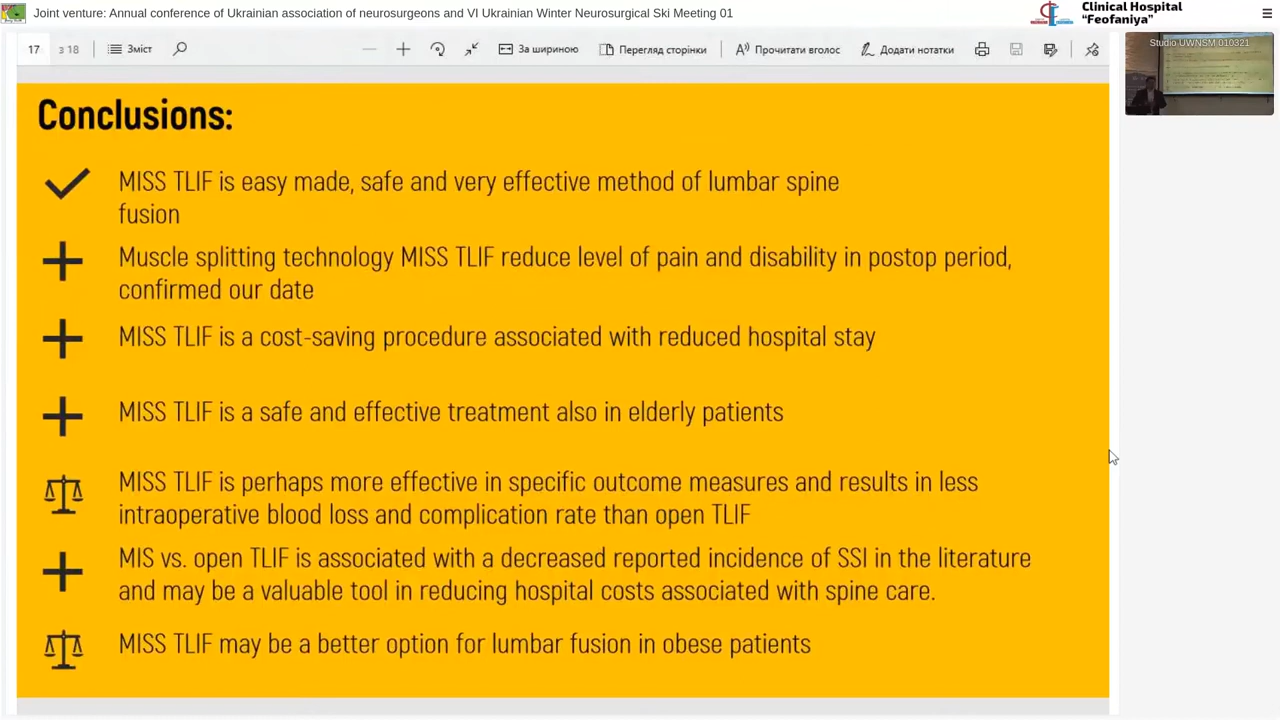 Joint venture: Annual conference of Ukrainian association of neurosurgeons and VI Ukrainian Winter Neurosurgical Ski Meeting 01
Clinical Hospital
"Feofaniya"
17 з 18 Зміст За шириною Перегляд сторінки Прочитати вголос Додати нотатки
Studio UWNSM 010321
Conclusions:
MISS TLIF is easy made, safe and very effective method of lumbar spine
fusion
Muscle splitting technology MISS TLIF reduce level of pain and disability in postop period,
confirmed our date
MISS TLIF is a cost-saving procedure associated with reduced hospital stay
MISS TLIF is a safe and effective treatment also in elderly patients
MISS TLIF is perhaps more effective in specific outcome measures and results in less
intraoperative blood loss and complication rate than open TLIF
MIS vs. open TLIF is associated with a decreased reported incidence of SSI in the literature
and may be a valuable tool in reducing hospital costs associated with spine care.
MISS TLIF may be a better option for lumbar fusion in obese patients